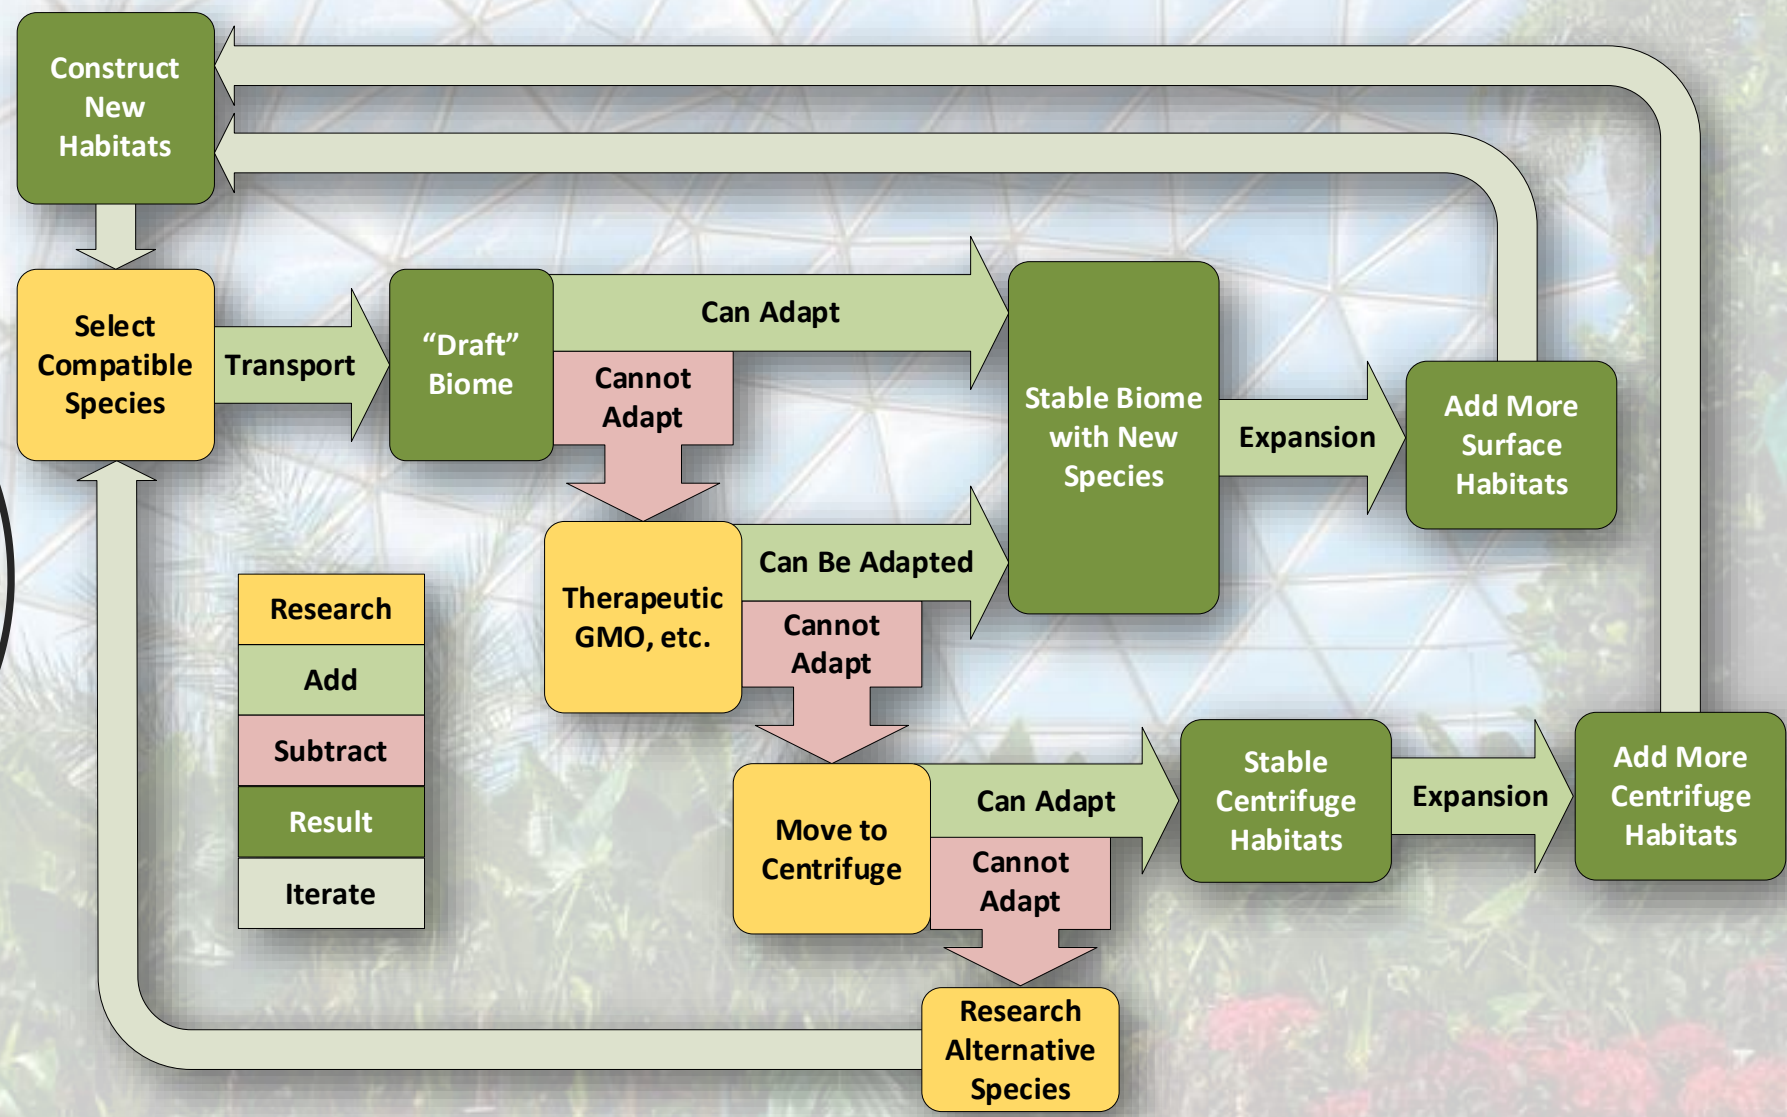 Construct
New
Habitats
Select
Compatible
Species
Transport
“Draft”
Biome
Can Adapt
Cannot
Adapt
Stable Biome
with New
Species
Expansion
Add More
Surface
Habitats
Therapeutic
GMO, etc.
Can Be Adapted
Cannot
Adapt
Research
Add
Subtract
Result
Iterate
Move to
Centrifuge
Can Adapt
Cannot
Adapt
Stable
Centrifuge
Habitats
Expansion
Add More
Centrifuge
Habitats
Research
Alternative
Species